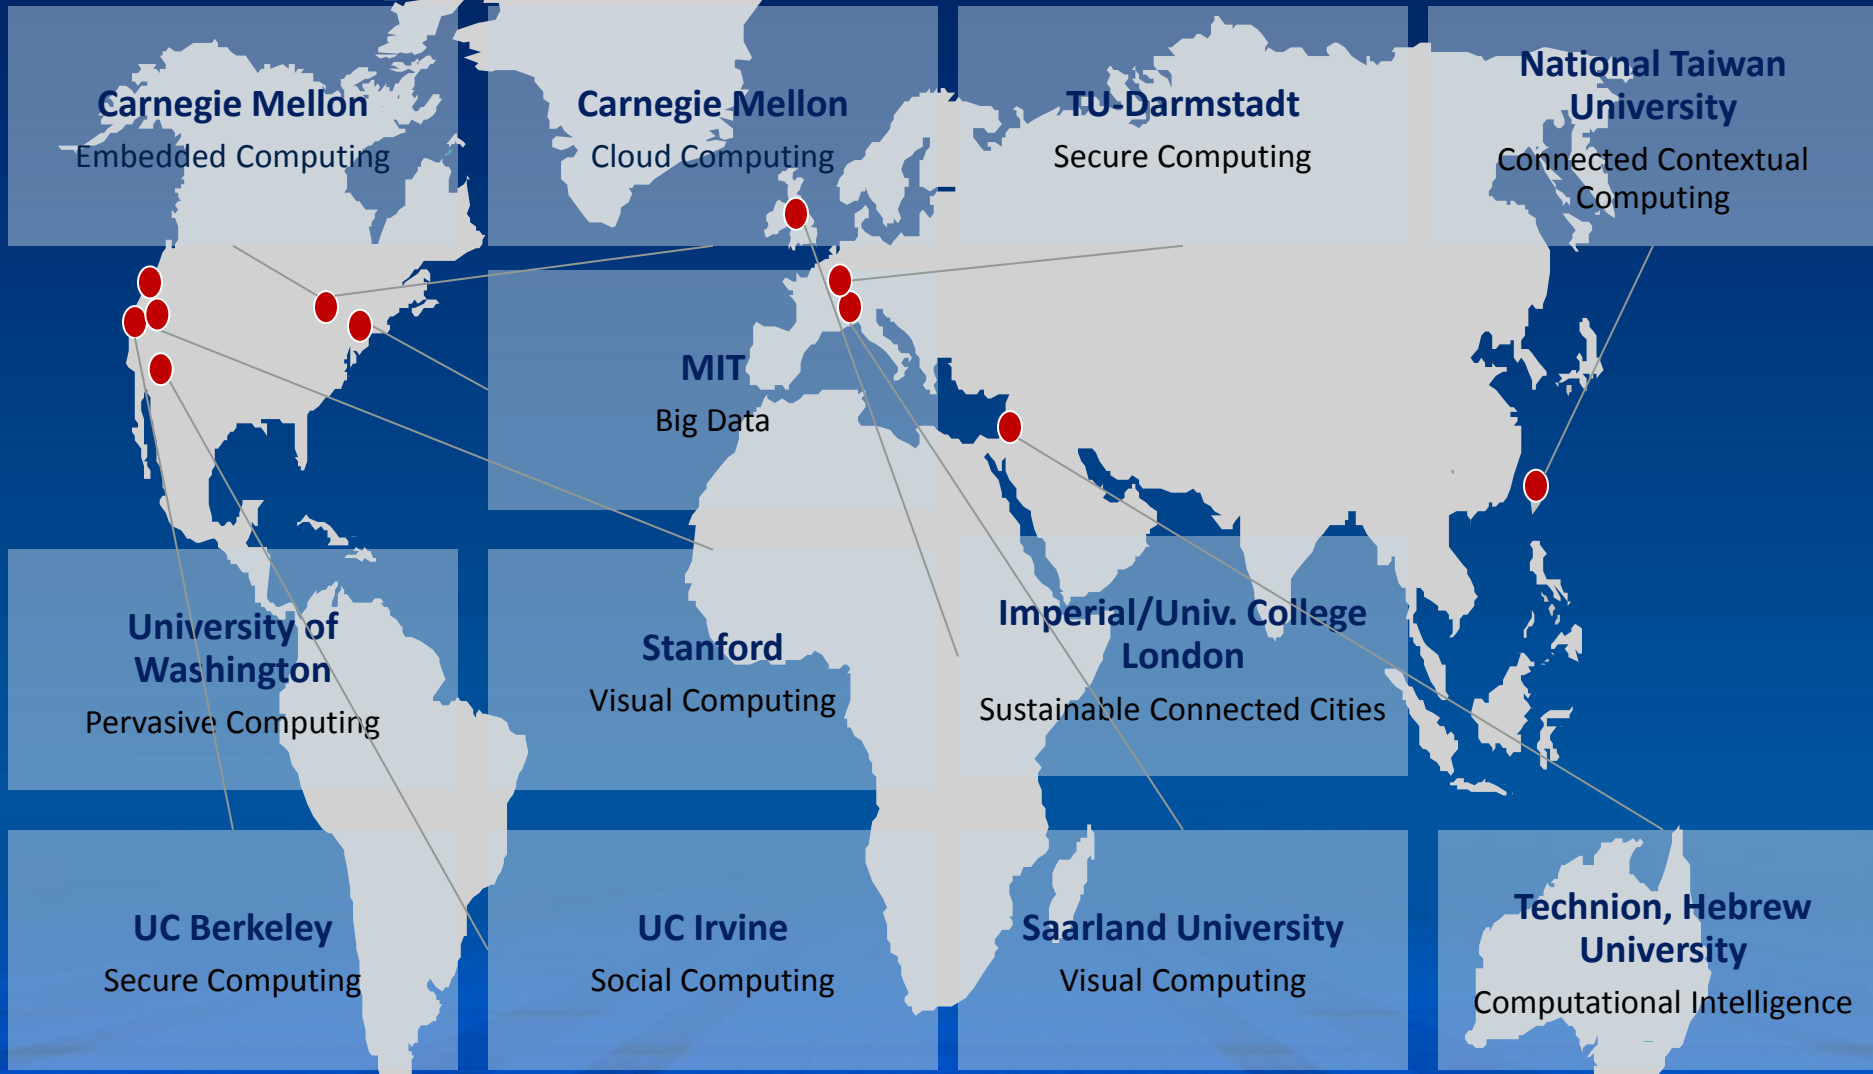 Carnegie Mellon
Embedded Computing
Carnegie Mellon
Cloud Computing
TU-Darmstadt
Secure Computing
National Taiwan
University
Connected Contextual
Computing
MIT
Big Data
University of
Washington
Pervasive Computing
Stanford
Visual Computing
Imperial/Univ. College
London
Sustainable Connected Cities
UC Berkeley
Secure Computing
UC Irvine
Social Computing
Saarland University
Visual Computing
Technion, Hebrew
University
Computational Intelligence